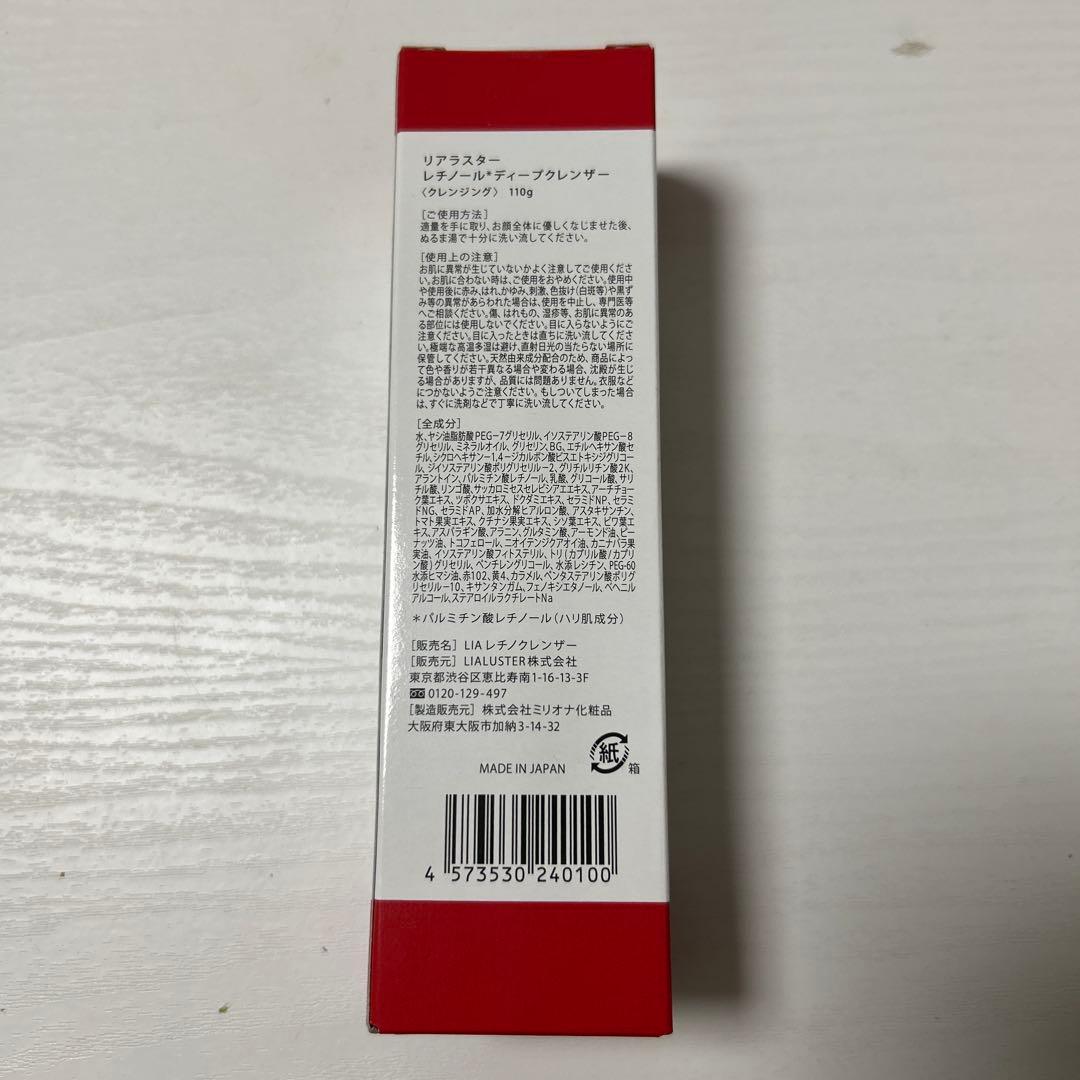 リアラスター
レチノール*ディープクレンザー
〈クレンジング〉 110g
[ご使用方法]
適量を手に取り、お顔全体に優しくなじませた後、
ぬるま湯で十分に洗い流してください。
[使用上の注意]
お肌に異常が生じていないかよく注意してご使用くださ
い。お肌に合わない時は、ご使用をおやめください。使用中
や使用後に赤み、はれ、かゆみ、刺激、色抜け(白斑等)や黒ず
み等の異常があらわれた場合は、使用を中止し、専門医等
へご相談ください。傷、はれもの、湿疹等、お肌に異常のあ
る部位には使用しないでください。目に入らないようにご
注意ください。目に入ったときは直ちに洗い流してくださ
い。極端な高温多湿は避け、直射日光の当たらない場所に
保管してください。天然由来成分配合のため、商品によっ
て色や香りが若干異なる場合や変わる場合、沈殿が生じ
る場合がありますが、品質には問題ありません。衣服など
につかないようご注意ください。もしついてしまった場合
は、すぐに洗剤などで丁寧に洗い流してください。
[全成分]
水、ヤシ油脂肪酸PEG-7グリセリル、イソステアリン酸PEG-8
グリセリル、ミネラルオイル、グリセリン、BG、エチルヘキサン酸セ
チル、シクロヘキサン-1,4-ジカルボン酸ビスエトキシジグリコー
ル、ジイソステアリン酸ポリグリセリル-2、グリチルリチン酸2K、
アラントイン、パルミチン酸レチノール、乳酸、グリコール酸、サリ
チル酸、リンゴ酸、サッカロミセスセレビシアエエキス、アーチチョー
ク葉エキス、ツボクサエキス、ドクダミエキス、セラミドNP、セラミ
ドNG、セラミドAP、加水分解ヒアルロン酸、アスタキサンチン、
トマト果実エキス、クチナシ果実エキス、シソ葉エキス、ビワ葉エ
キス、アスパラギン酸、アラニン、グルタミン酸、アーモンド油、ピー
ナッツ油、トコフェロール、ニオイテンジクアオイ油、カニナバラ果
実油、イソステアリン酸フィトステリル、トリ(カプリル酸/カプリ
ン酸)グリセリル、ペンチレングリコール、水添レシチン、PEG-60
水添ヒマシ油、赤102、黄4、カラメル、ペンタステアリン酸ポリグ
リセリル-10、キサンタンガム、フェノキシエタノール、ベヘニル
アルコール、ステアロイルラクチレートNa
*パルミチン酸レチノール(ハリ肌成分)
[販売名] LIAレチノクレンザー
[販売元] LIALUSTER株式会社
東京都渋谷区恵比寿南1-16-13-3F
0120-129-497
[製造販売元] 株式会社ミリオナ化粧品
大阪府東大阪市加納3-14-32
紙
MADE IN JAPAN 箱
4 573530 240100